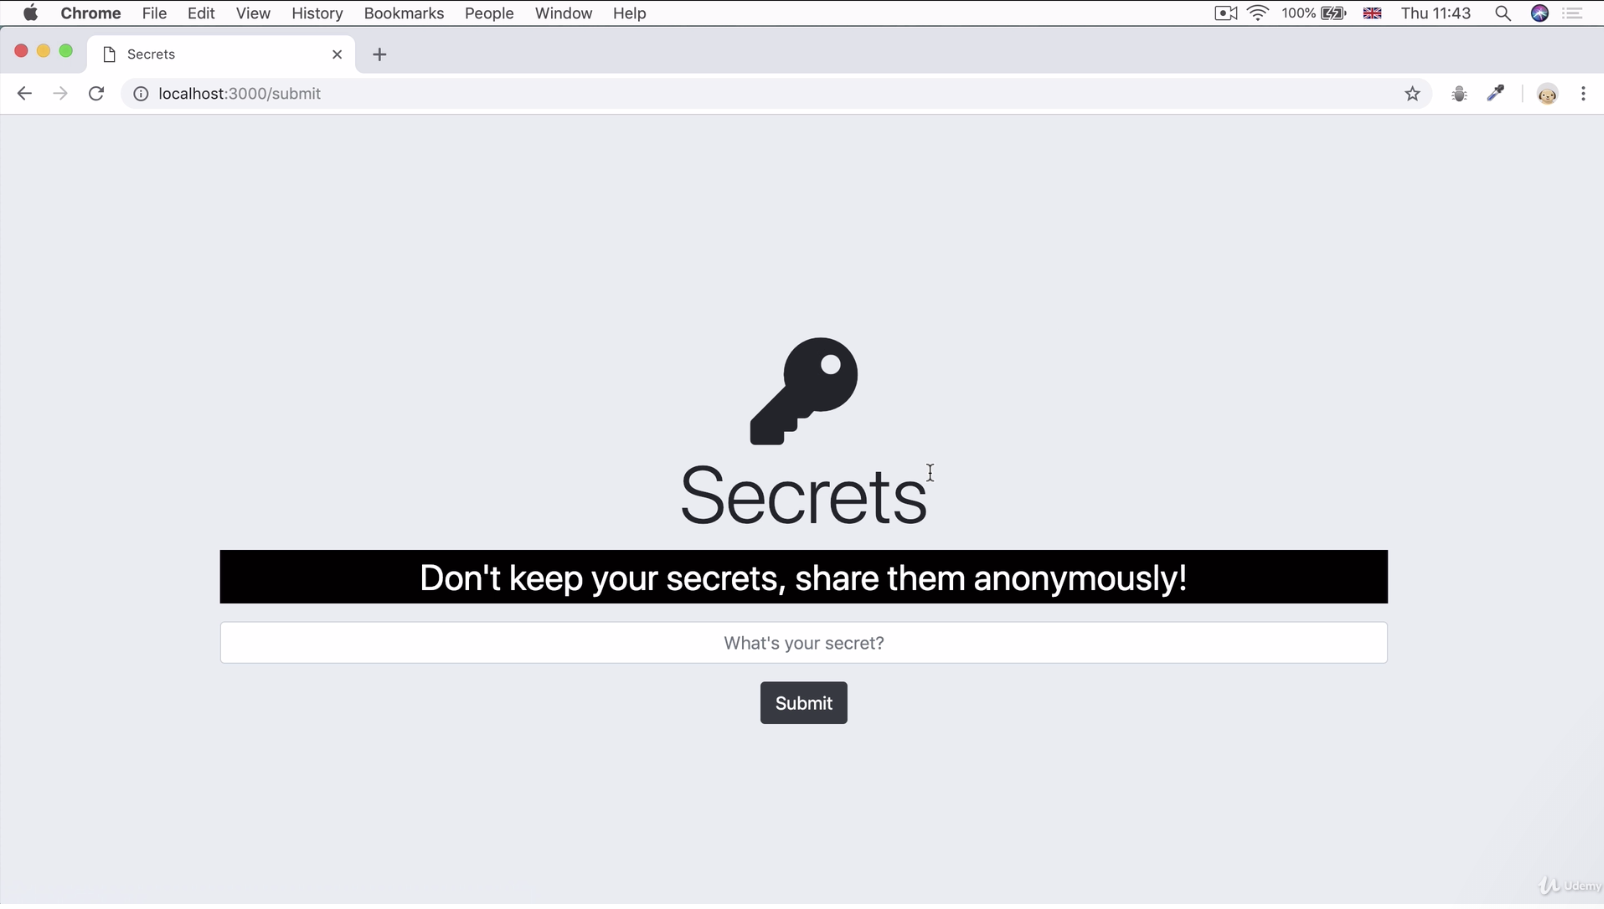 Chrome File Edit View History Bookmarks People Window Help 100% Thu 11:43
Secrets
localhost:3000/submit
Secrets
Don't keep your secrets, share them anonymously!
What's your secret?
Submit
Udemy